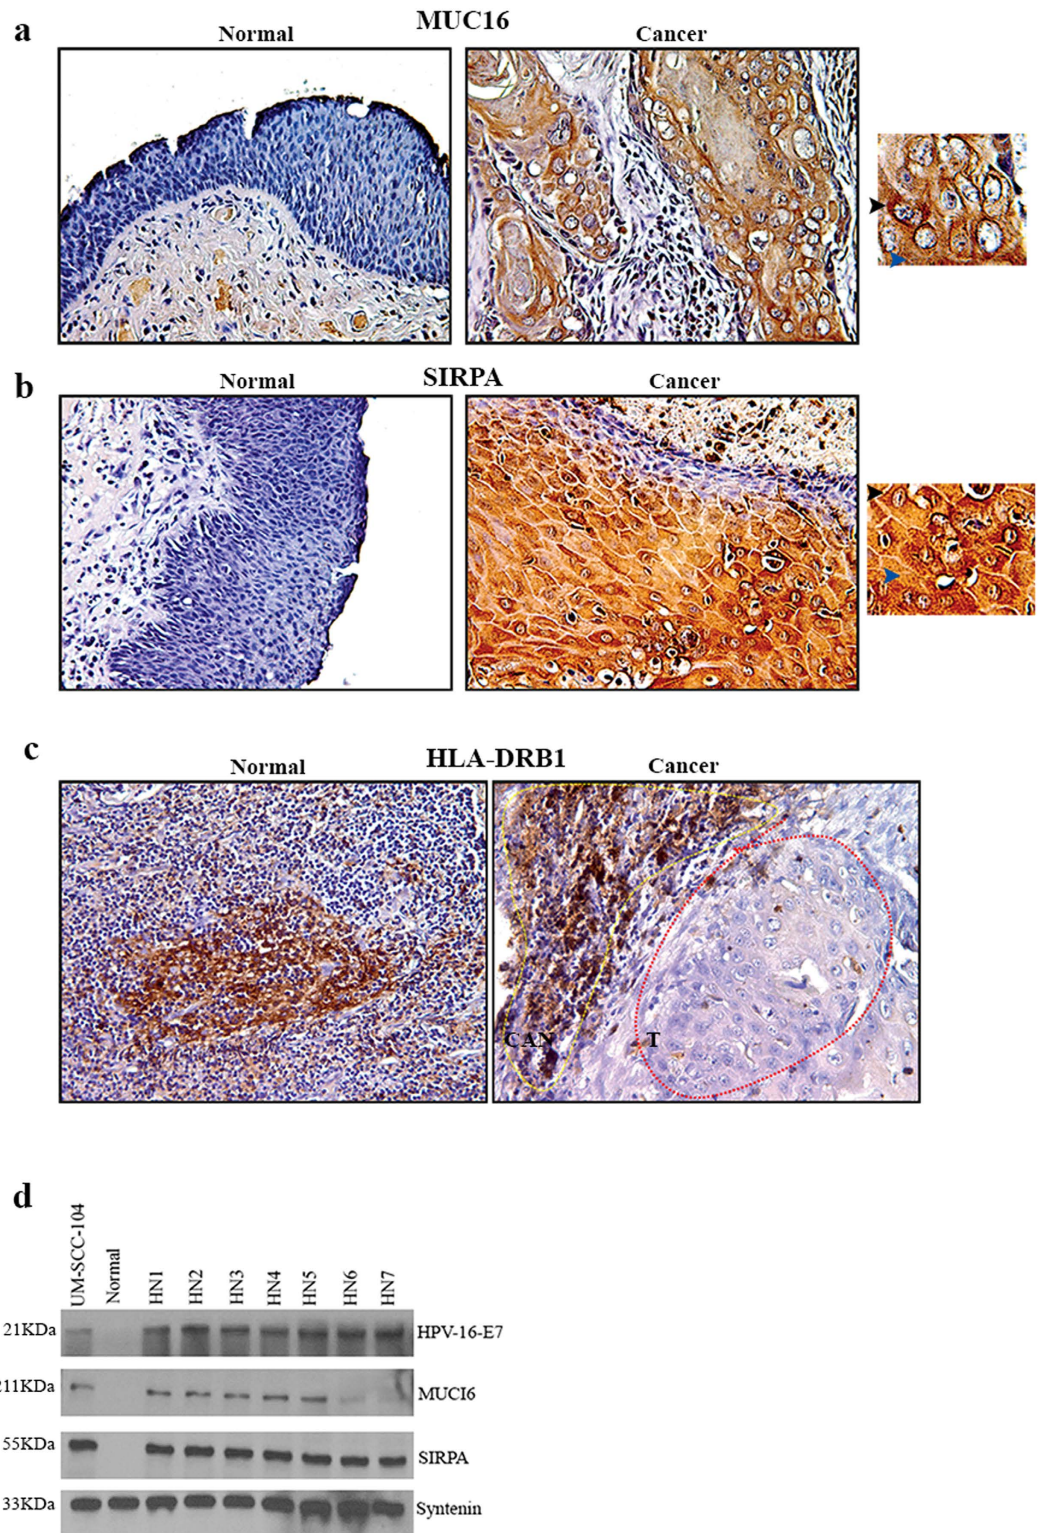 a
MUC16
Normal
Cancer
b
SIRPA
Normal
Cancer
c
HLA-DRB1
Normal
Cancer
CAN
T
d
UM-SCC-104
Normal
HN1
HN2
HN3
HN4
HN5
HN6
HN7
21KDa
HPV-16-E7
211KDa
MUCI6
55KDa
SIRPA
33KDa
Syntenin